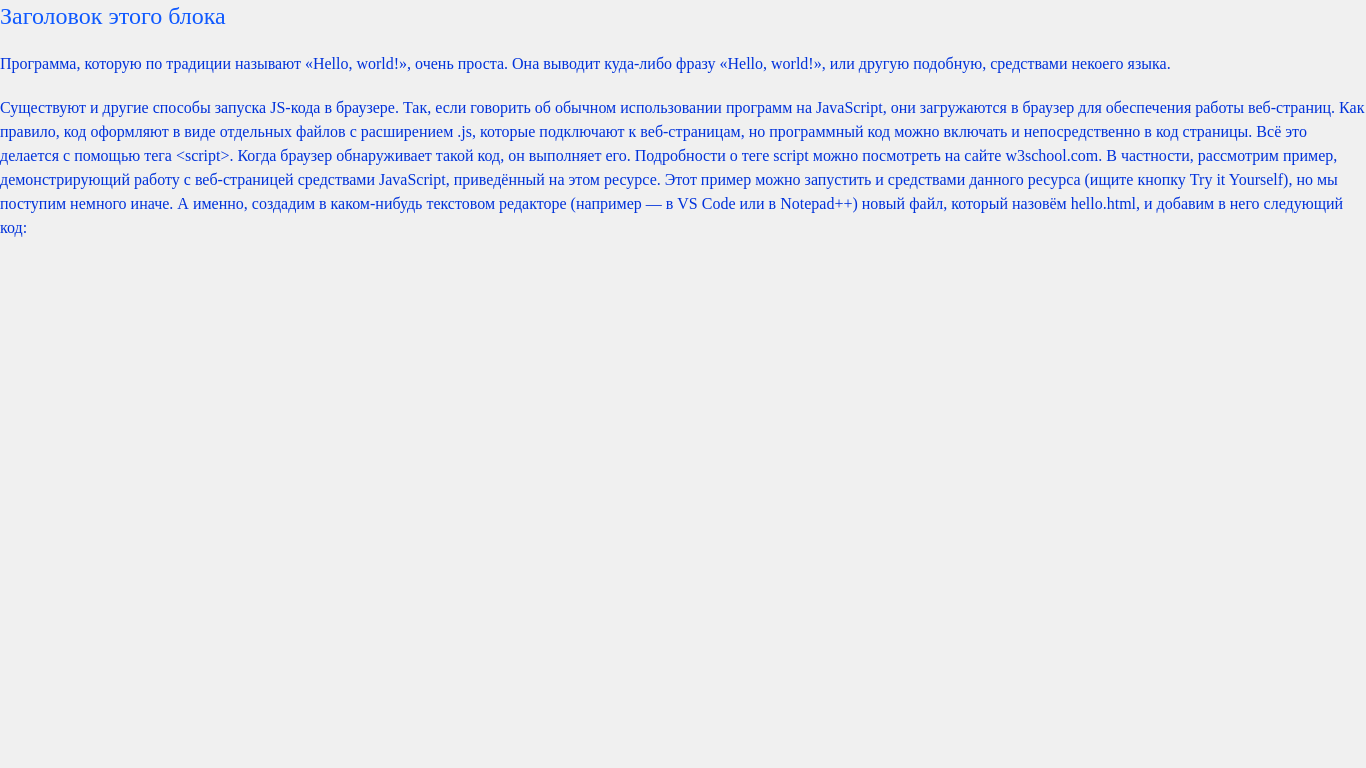 Заголовок этого блока
Программа, которую по традиции называют «Hello, world!», очень проста. Она выводит куда-либо фразу «Hello, world!», или другую подобную, средствами некоего языка.
Существуют и другие способы запуска JS-кода в браузере. Так, если говорить об обычном использовании программ на JavaScript, они загружаются в браузер для обеспечения работы веб-страниц. Как
правило, код оформляют в виде отдельных файлов с расширением .js, которые подключают к веб-страницам, но программный код можно включать и непосредственно в код страницы. Всё это
делается с помощью тега <script>. Когда браузер обнаруживает такой код, он выполняет его. Подробности о теге script можно посмотреть на сайте w3school.com. В частности, рассмотрим пример,
демонстрирующий работу с веб-страницей средствами JavaScript, приведённый на этом ресурсе. Этот пример можно запустить и средствами данного ресурса (ищите кнопку Try it Yourself), но мы
поступим немного иначе. А именно, создадим в каком-нибудь текстовом редакторе (например — в VS Code или в Notepad++) новый файл, который назовём hello.html, и добавим в него следующий
код: